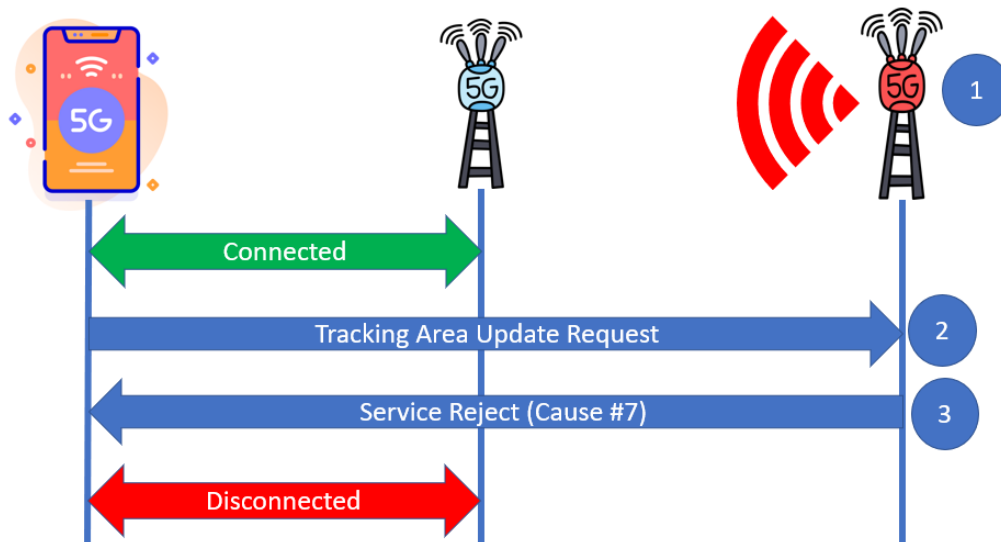 5G
5G
5G
1
Connected
Tracking Area Update Request
2
Service Reject (Cause #7)
3
Disconnected